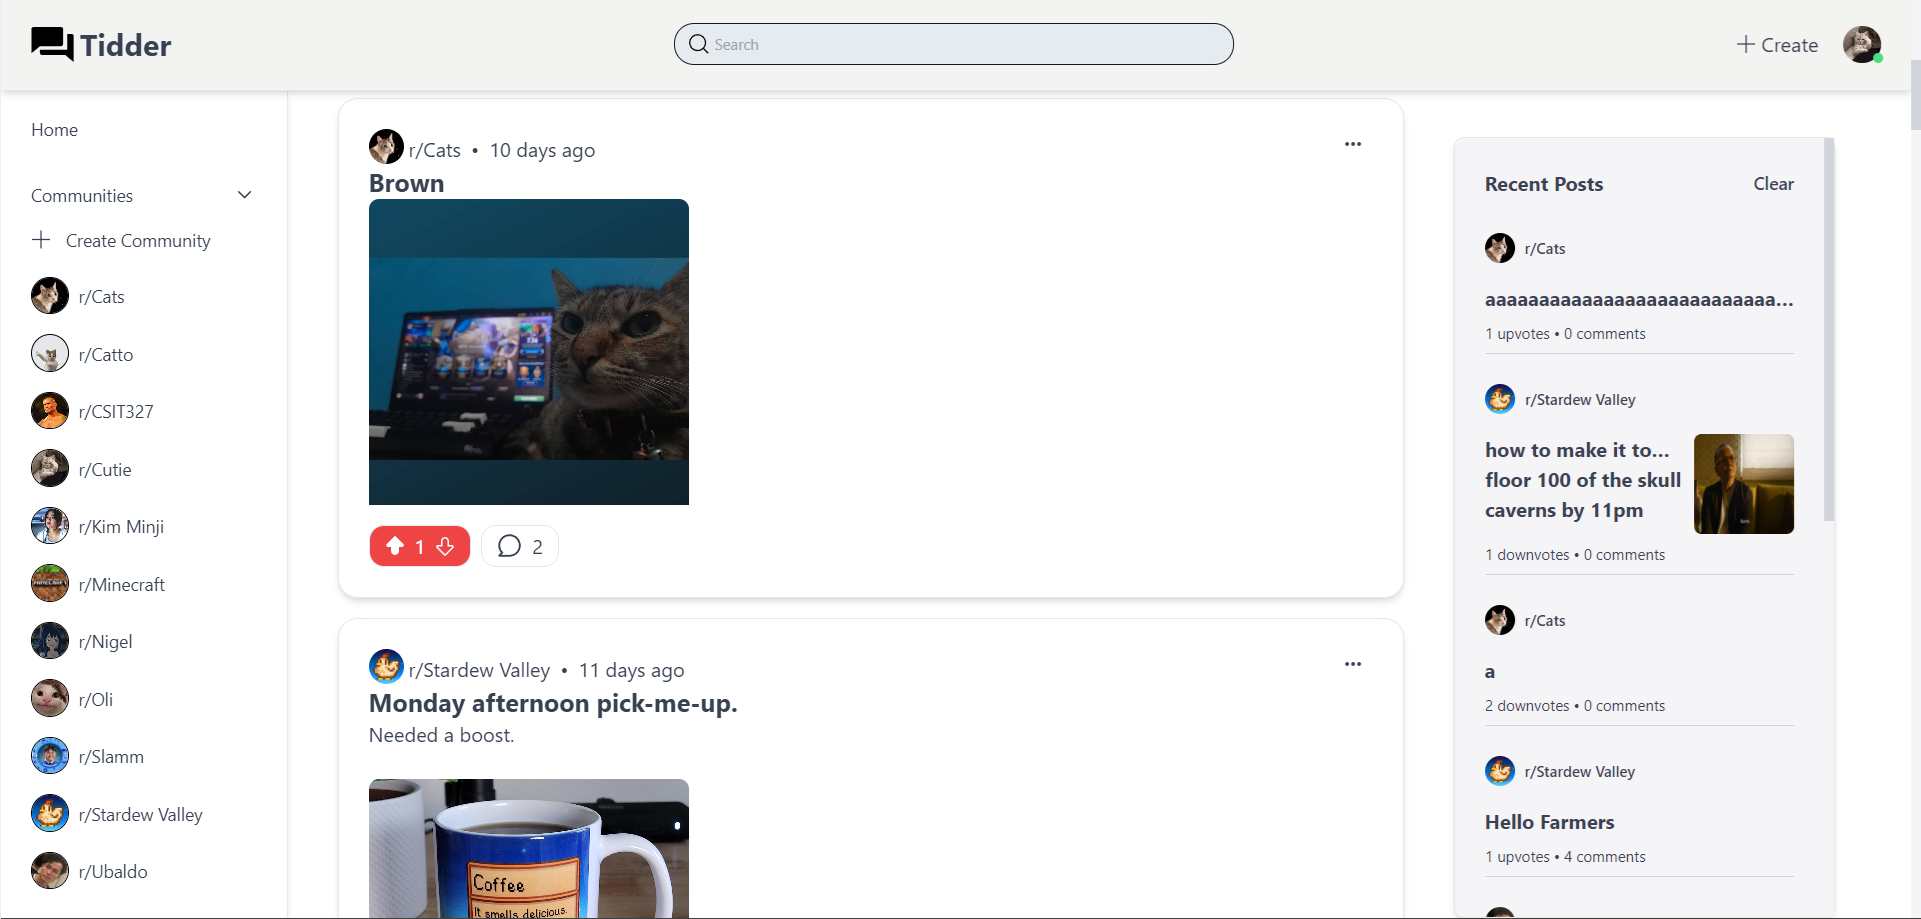 Tidder
Search
Create
Home
Communities
Create Community
r/Cats
r/Catto
r/CSIT327
r/Cutie
r/Kim Minji
r/Minecraft
r/Nigel
r/Oli
r/Slamm
r/Stardew Valley
r/Ubaldo
r/Cats • 10 days ago
Brown
1
2
r/Stardew Valley • 11 days ago
Monday afternoon pick-me-up.
Needed a boost.
Coffee
It smells delicious.
Recent Posts
Clear
r/Cats
aaaaaaaaaaaaaaaaaaaaaaaaaaa...
1 upvotes • 0 comments
r/Stardew Valley
how to make it to...
floor 100 of the skull
caverns by 11pm
1 downvotes • 0 comments
r/Cats
a
2 downvotes • 0 comments
r/Stardew Valley
Hello Farmers
1 upvotes • 4 comments